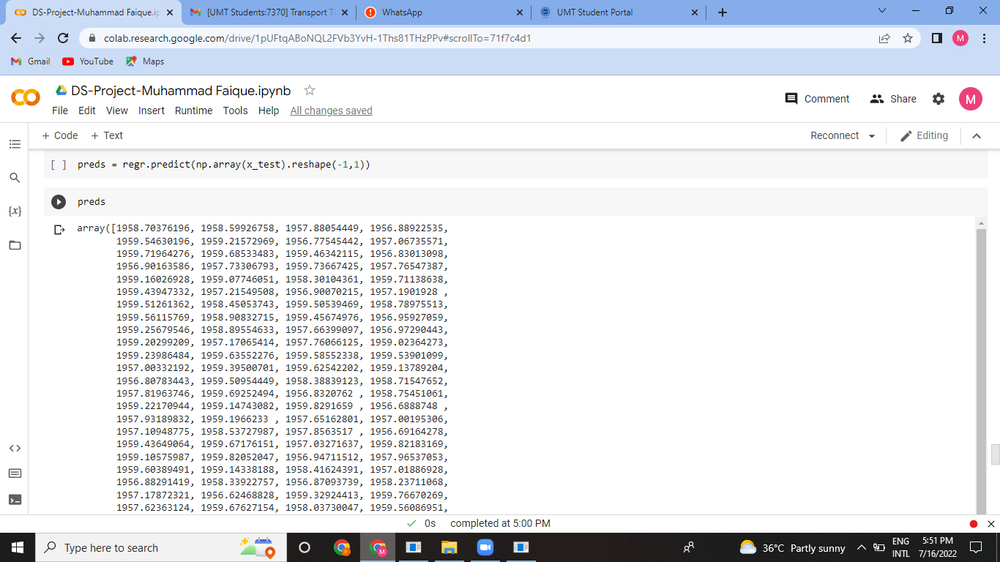 DS-Project-Muhammad Faique.ip
[UMT Students:7370] Transport T
WhatsApp
UMT Student Portal
colab.research.google.com/drive/1pUFtqABoNQL2FVb3YvH-1Ths81THzPPv#scrollTo=71f7c4d1
M
Gmail
YouTube
Maps
DS-Project-Muhammad Faique.ipynb
Comment
Share
M
File Edit View Insert Runtime Tools Help All changes saved
+ Code + Text
Reconnect
Editing
[ ] preds = regr.predict(np.array(x_test).reshape(-1,1))
{x}
preds
array([1958.70376196, 1958.59926758, 1957.88054449, 1956.88922535,
1959.54630196, 1959.21572969, 1956.77545442, 1957.06735571,
1959.71964276, 1959.68533483, 1959.46342115, 1956.83013098,
1956.90163586, 1957.73306793, 1959.73667425, 1957.76547387,
1959.16026928, 1959.07746051, 1958.30104361, 1959.71138638,
1959.43947332, 1957.21549508, 1956.90070215, 1957.1901928 ,
1959.51261362, 1958.45053743, 1959.50539469, 1958.78975513,
1959.56115769, 1958.90832715, 1959.45674976, 1956.95927059,
1959.25679546, 1958.89554633, 1957.66399097, 1956.97290443,
1959.20299209, 1957.17065414, 1957.76066125, 1959.02364273,
1959.23986484, 1959.63552276, 1959.58552338, 1959.53901099,
1957.00332192, 1959.39500701, 1959.62542202, 1959.13789204,
1956.80783443, 1959.50954449, 1958.38839123, 1958.71547652,
1957.81963746, 1959.69252494, 1956.8320762 , 1958.75451061,
1959.22170944, 1959.14743082, 1959.8291659 , 1956.6888748 ,
1957.93189832, 1959.1966233 , 1957.65162801, 1957.00195306,
1957.10948775, 1958.53727987, 1957.8563517 , 1956.69164278,
1959.43649064, 1959.67176151, 1957.03271637, 1959.82183169,
1959.10575987, 1959.82052047, 1956.94711512, 1957.96537053,
1959.60389491, 1959.14338188, 1958.41624391, 1957.01886928,
1956.88291419, 1958.33922757, 1956.87093739, 1958.23711068,
1957.17872321, 1956.62468828, 1959.32924413, 1959.76670269,
1957.62363124, 1959.67627154, 1958.03730047, 1959.56086951,
0s completed at 5:00 PM
Type here to search
F
M
36°C Partly sunny
ENG
INTL
5:51 PM
7/16/2022